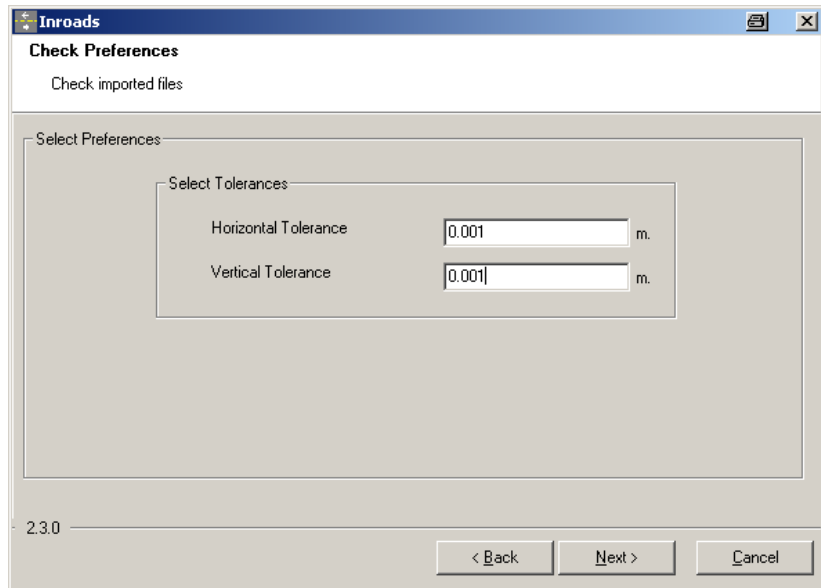 Inroads
Check Preferences
Check imported files
Select Preferences
Select Tolerances
Horizontal Tolerance 0.001 m.
Vertical Tolerance 0.001 m.
2.3.0
< Back Next > Cancel